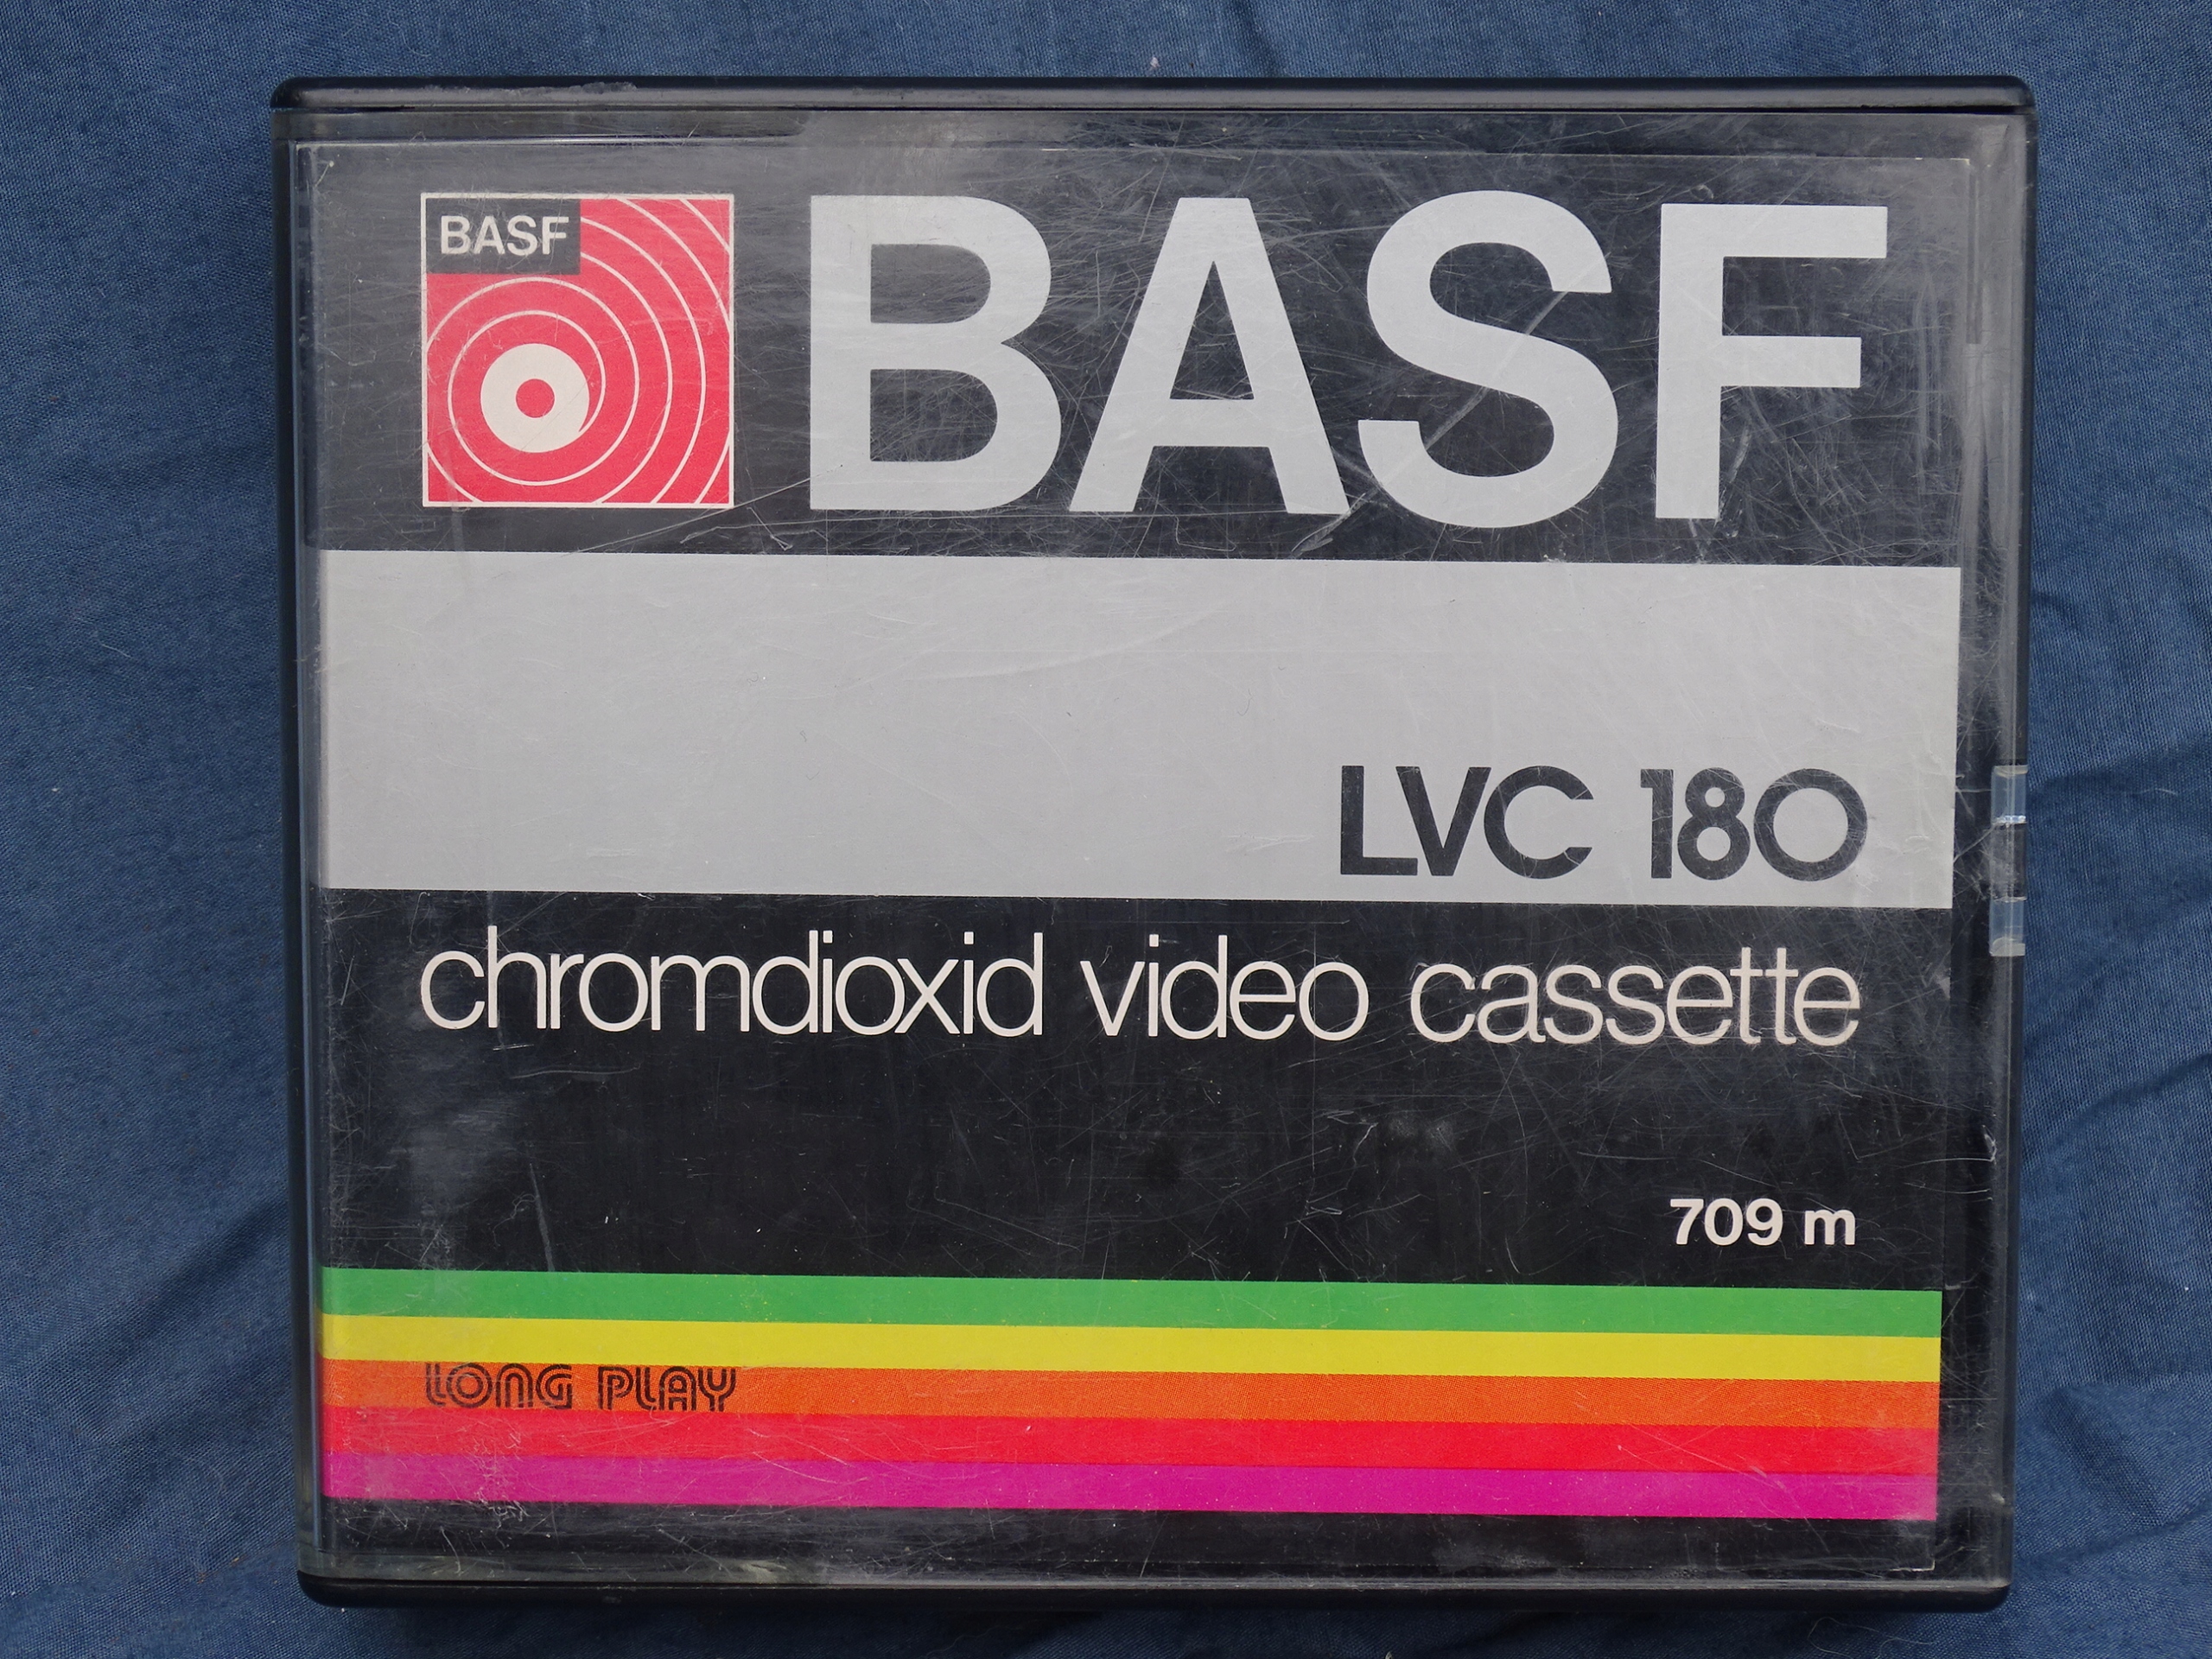 BASF
BASF
LVC 180
chromdioxid video cassette
709 m
LONG PLAY